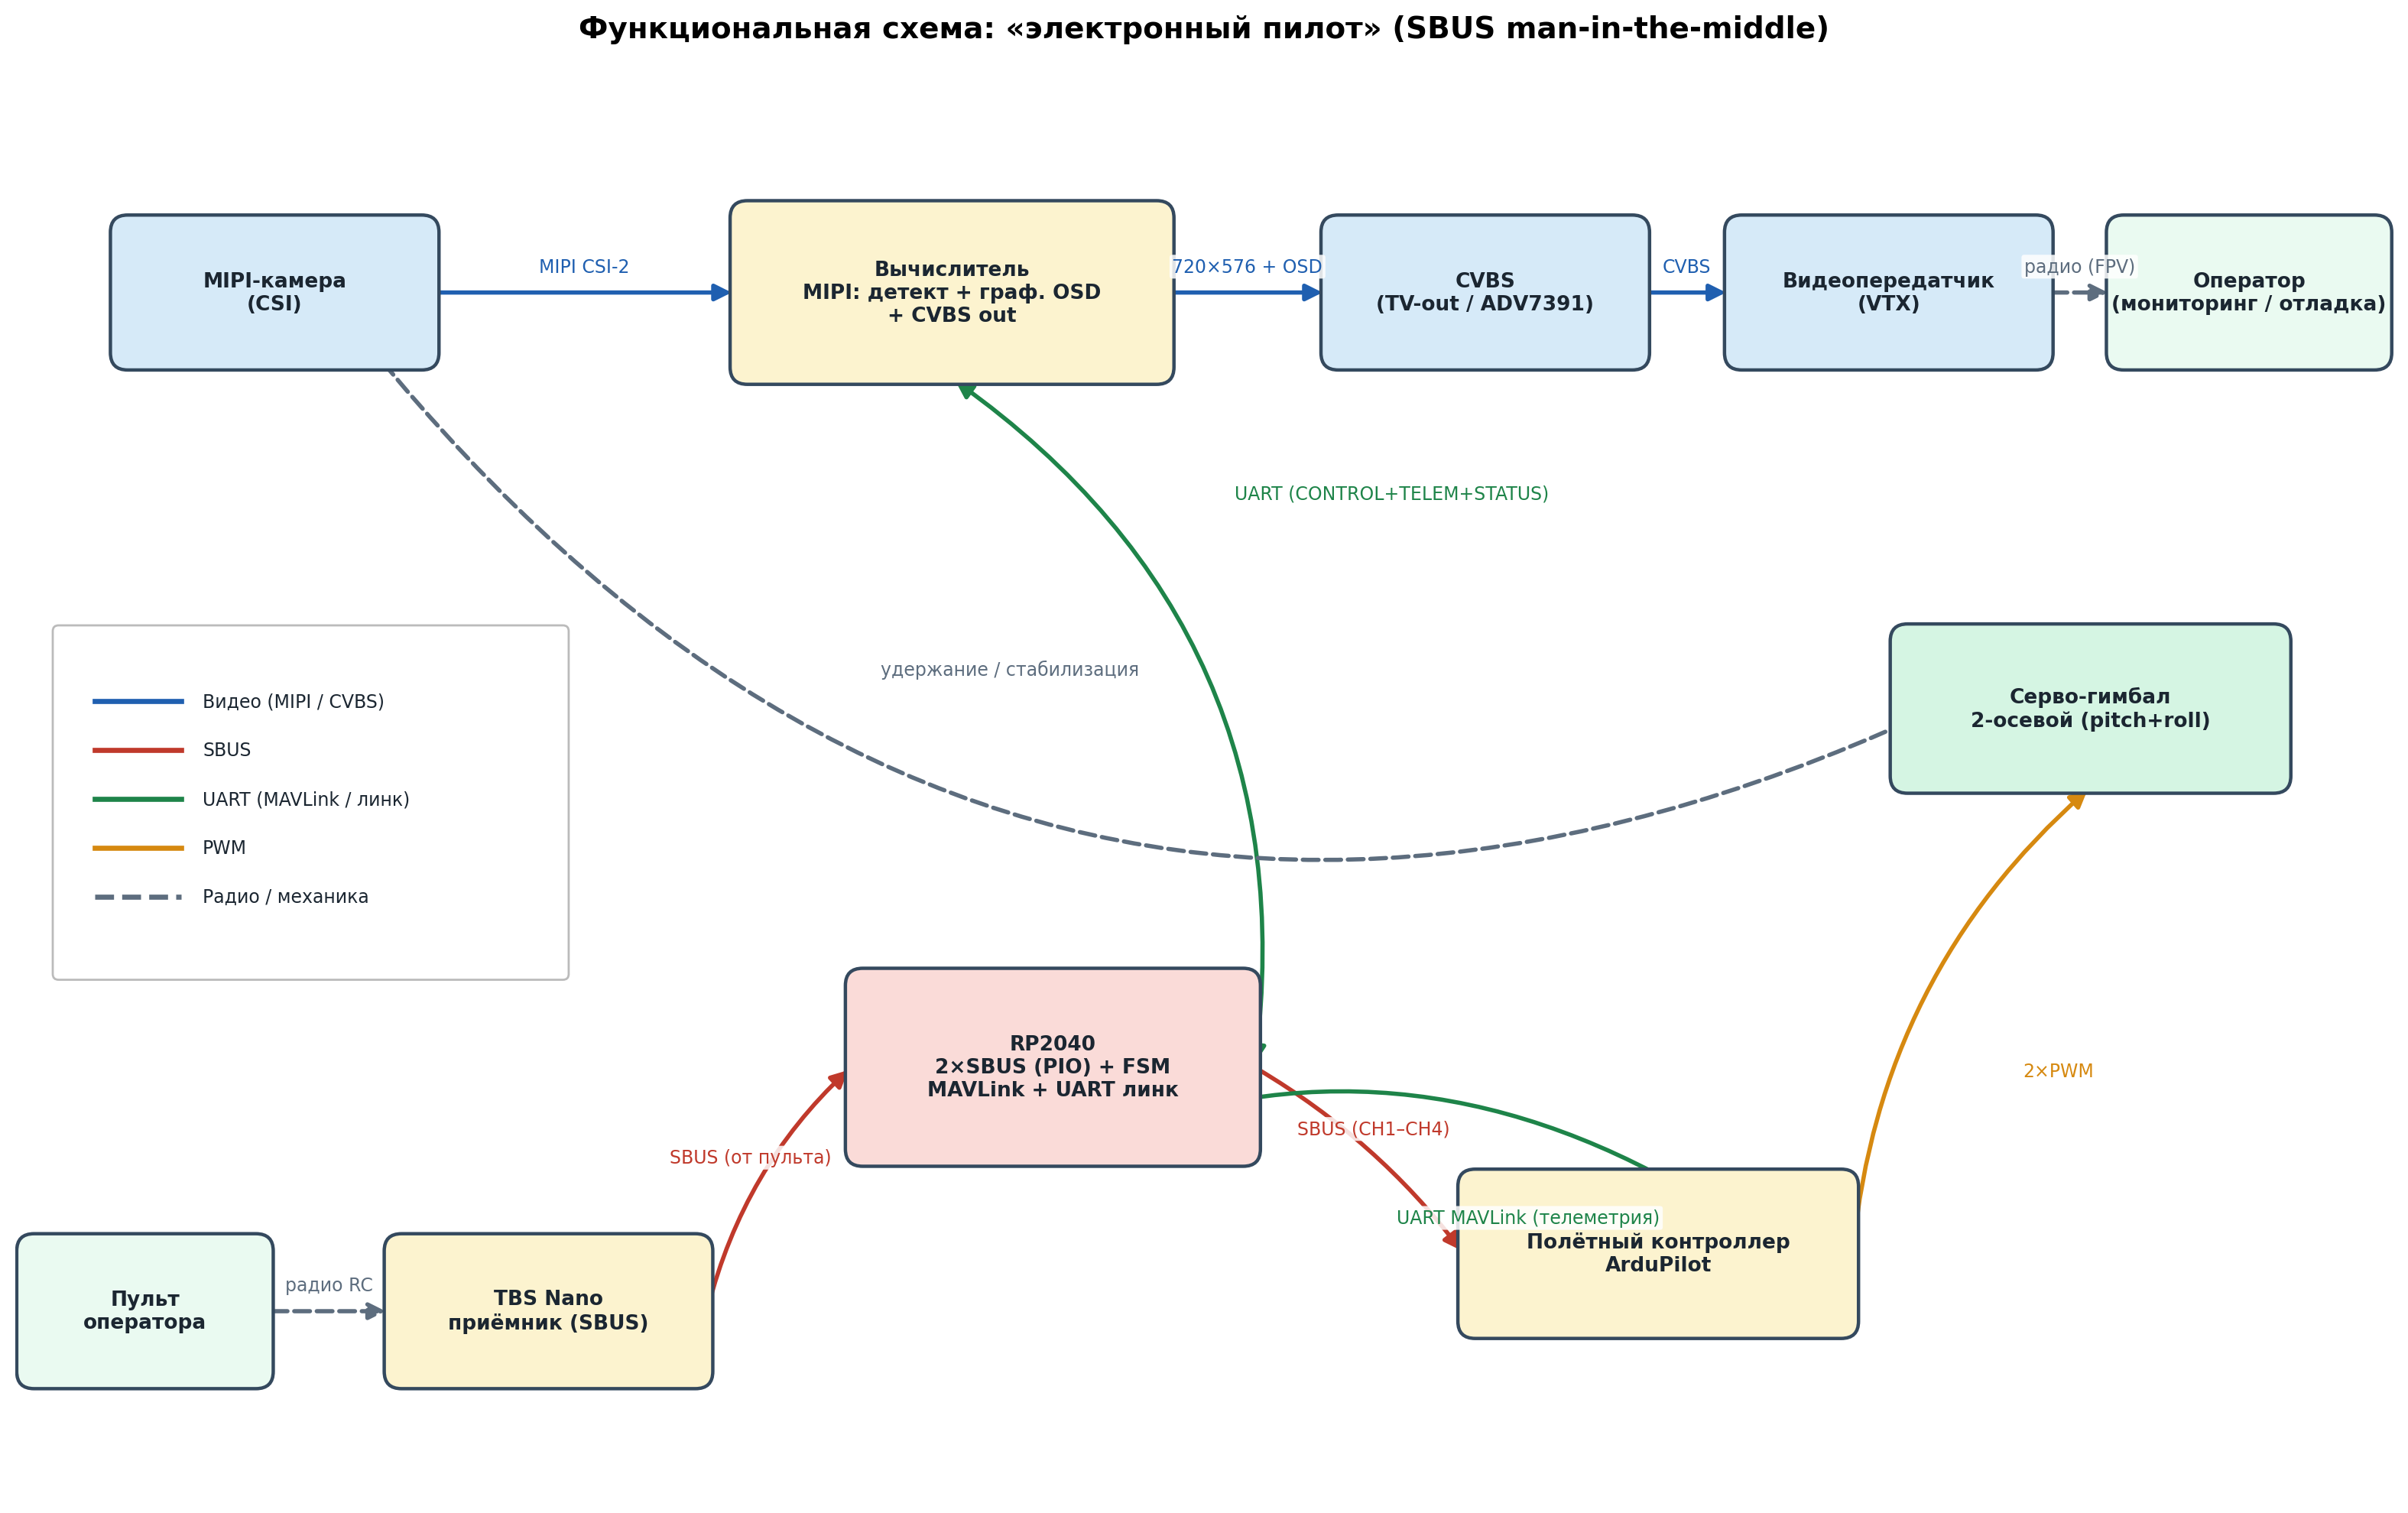 Функциональная схема: «электронный пилот» (SBUS man-in-the-middle)
MIPI-камера
(CSI)
MIPI CSI-2
Вычислитель
MIPI: детект + граф. OSD
+ CVBS out
720×576 + OSD
CVBS
(TV-out / ADV7391)
CVBS
Видеопередатчик
(VTX)
радио (FPV)
Оператор
(мониторинг / отладка)
UART (CONTROL+TELEM+STATUS)
удержание / стабилизация
Серво-гимбал
2-осевой (pitch+roll)
Видео (MIPI / CVBS)
SBUS
UART (MAVLink / линк)
PWM
Радио / механика
RP2040
2×SBUS (PIO) + FSM
MAVLink + UART линк
2×PWM
SBUS (CH1–CH4)
SBUS (от пульта)
UART MAVLink (телеметрия)
Полётный контроллер
ArduPilot
Пульт
оператора
радио RC
TBS Nano
приёмник (SBUS)